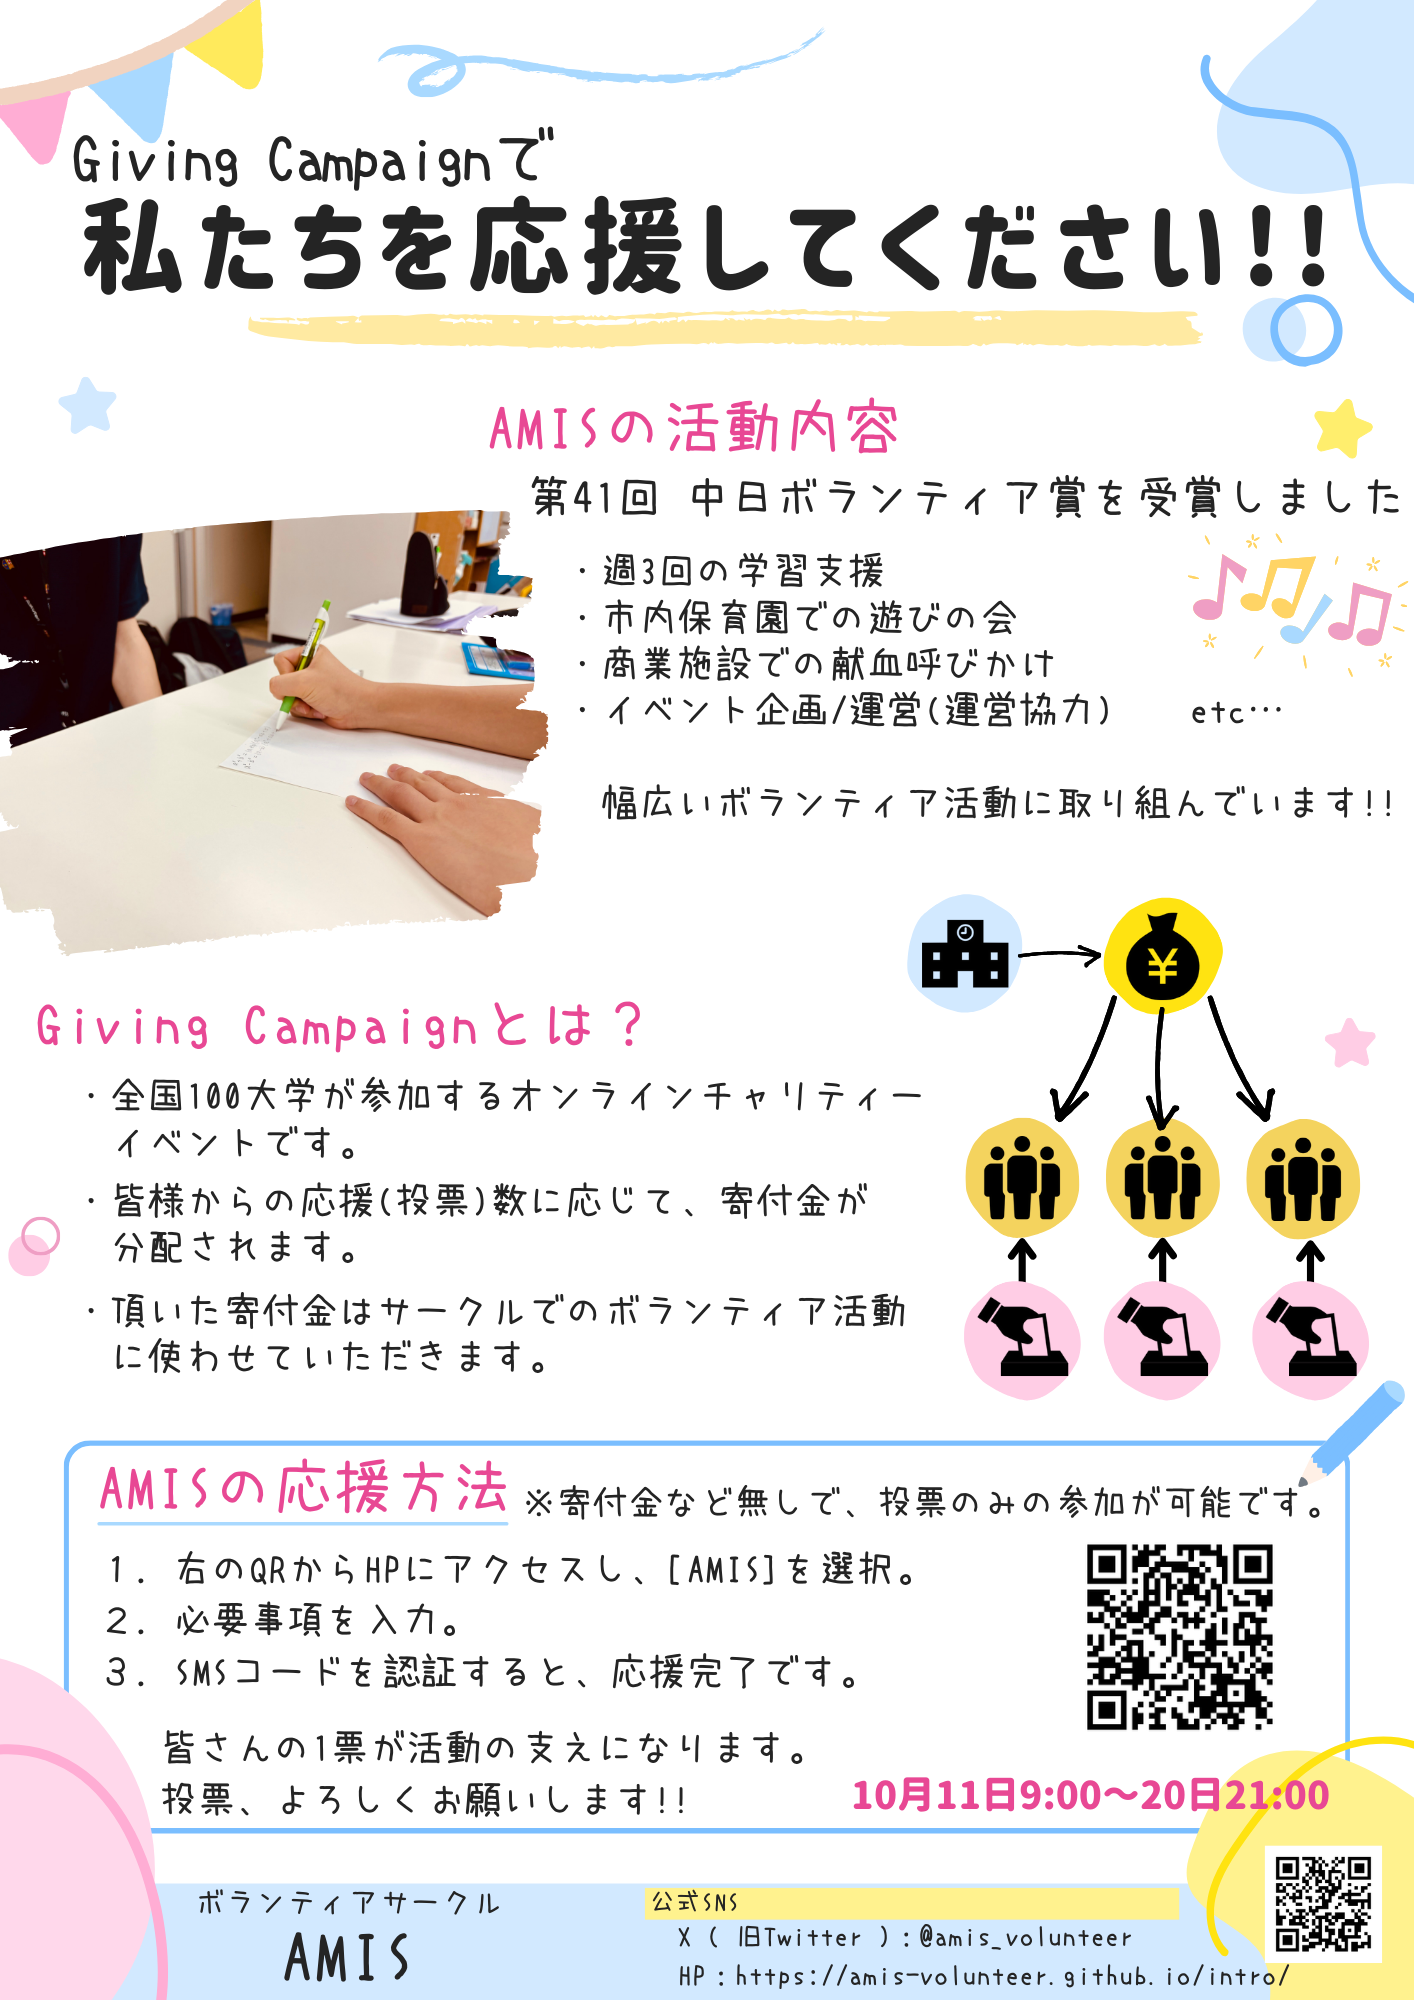 Giving Campaignで
私たちを応援してください!!
AMISの活動内容
第41回 中日ボランティア賞を受賞しました
・週3回の学習支援
・市内保育園での遊びの会
・商業施設での献血呼びかけ
・イベント企画/運営(運営協力) etc…
幅広いボランティア活動に取り組んでいます!!
¥
Giving Campaignとは？
・全国100大学が参加するオンラインチャリティー
イベントです。
・皆様からの応援(投票)数に応じて、寄付金が
分配されます。
・頂いた寄付金はサークルでのボランティア活動
に使わせていただきます。
AMISの応援方法 ※寄付金など無しで、投票のみの参加が可能です。
1. 右のQRからHPにアクセスし、[AMIS]を選択。
2. 必要事項を入力。
3. SMSコードを認証すると、応援完了です。
皆さんの1票が活動の支えになります。
投票、よろしくお願いします!!
10月11日9:00〜20日21:00
ボランティアサークル
AMIS
公式SNS
X ( 旧Twitter ) : @amis_volunteer
HP : https://amis-volunteer.github.io/intro/